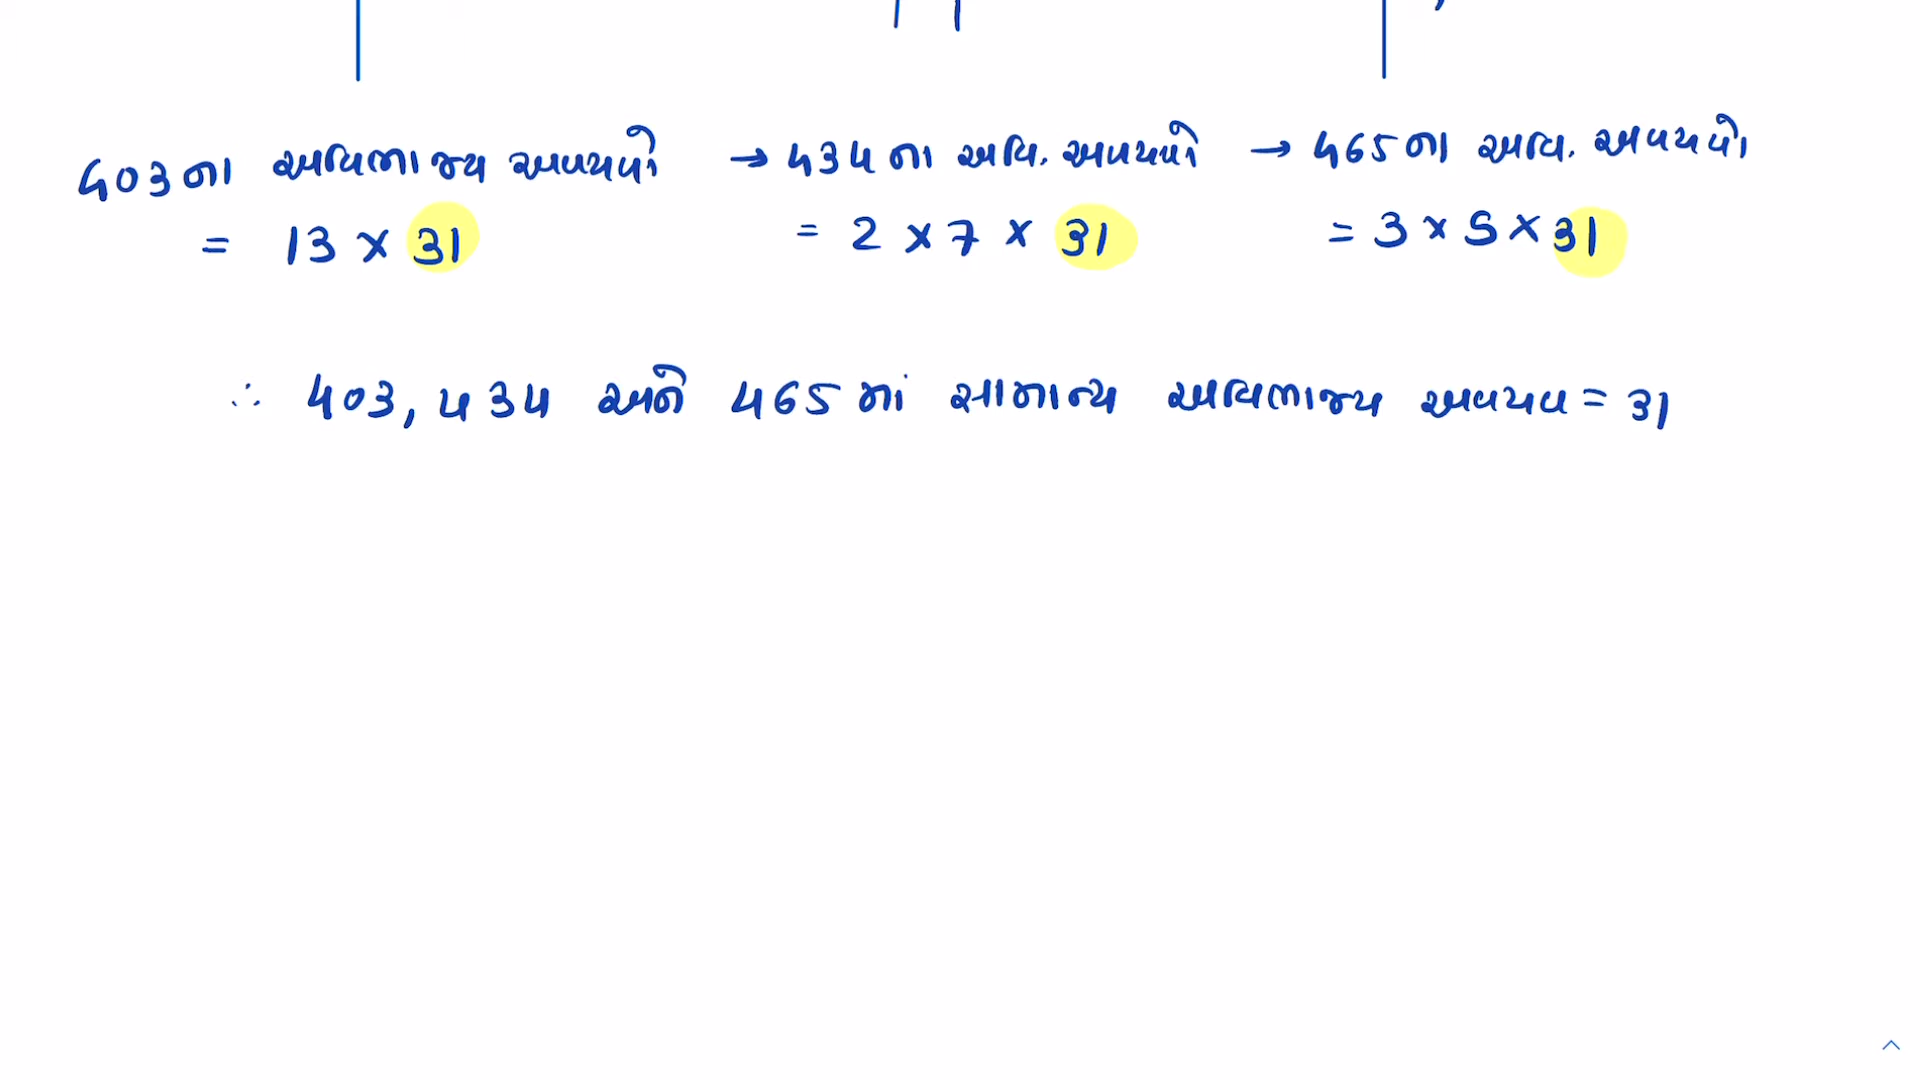 403ના અવિભાજ્ય અવયવો → 434ના અવિ. અવયવો → 465ના અવિ. અવયવો
= 13 × 31 = 2 × 7 × 31 = 3 × 5 × 31
∴ 403, 434 અને 465માં સામાન્ય અવિભાજ્ય અવયવ = 31